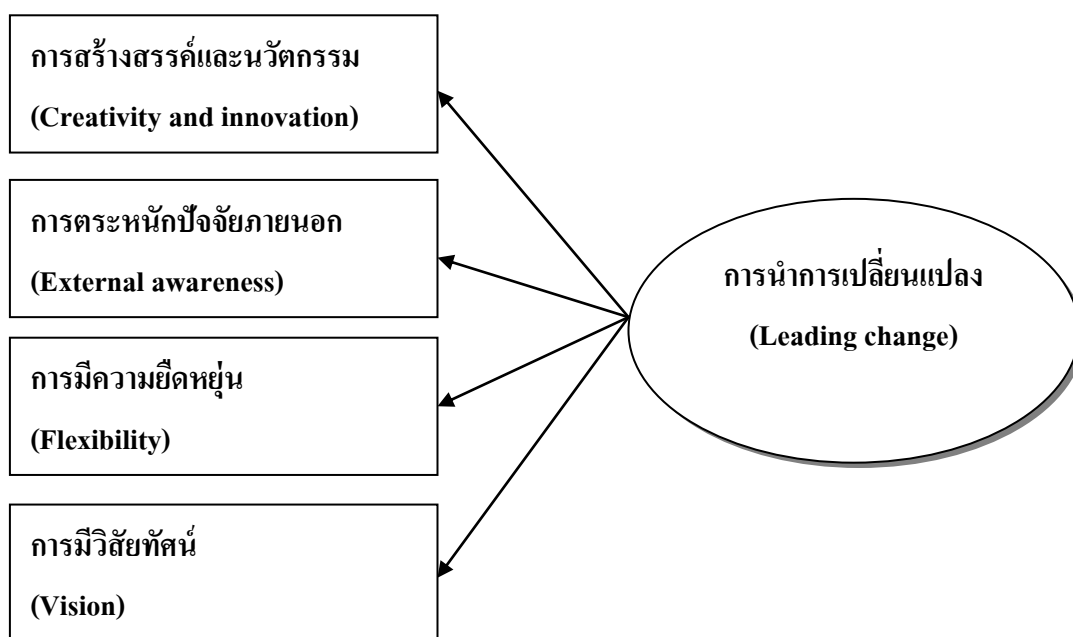 การสร้างสรรค์และนวัตกรรม
(Creativity and innovation)
การตระหนักปัจจัยภายนอก
(External awareness)
การมีความยืดหยุ่น
(Flexibility)
การมีวิสัยทัศน์
(Vision)
การนำการเปลี่ยนแปลง
(Leading change)